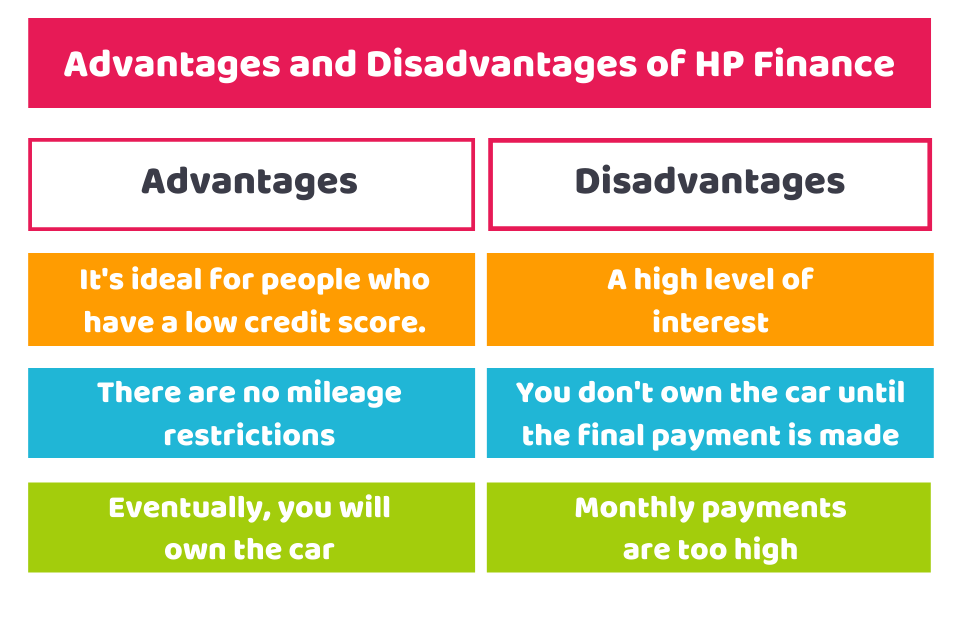 Advantages and Disadvantages of HP Finance
Advantages
Disadvantages
It's ideal for people who
have a low credit score.
A high level of
interest
There are no mileage
restrictions
You don't own the car until
the final payment is made
Eventually, you will
own the car
Monthly payments
are too high